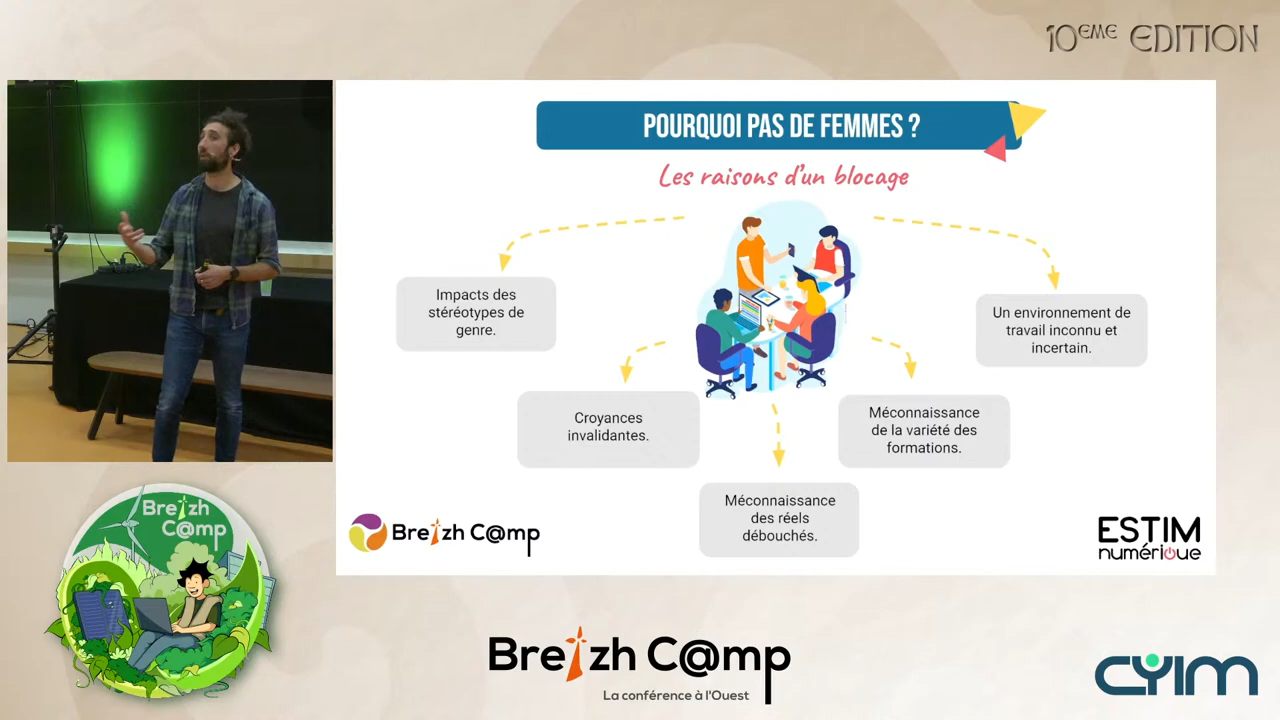 10EME EDITION
POURQUOI PAS DE FEMMES ?
Les raisons d'un blocage
Impacts des
stéréotypes de
genre.
Un environnement de
travail inconnu et
incertain.
Croyances
invalidantes.
Méconnaissance
de la variété des
formations.
Méconnaissance
des réels
débouchés.
Breizh C@mp
ESTIM
numérique
Breizh
C@mp
Breizh C@mp
La conférence à l'Ouest
CYIM